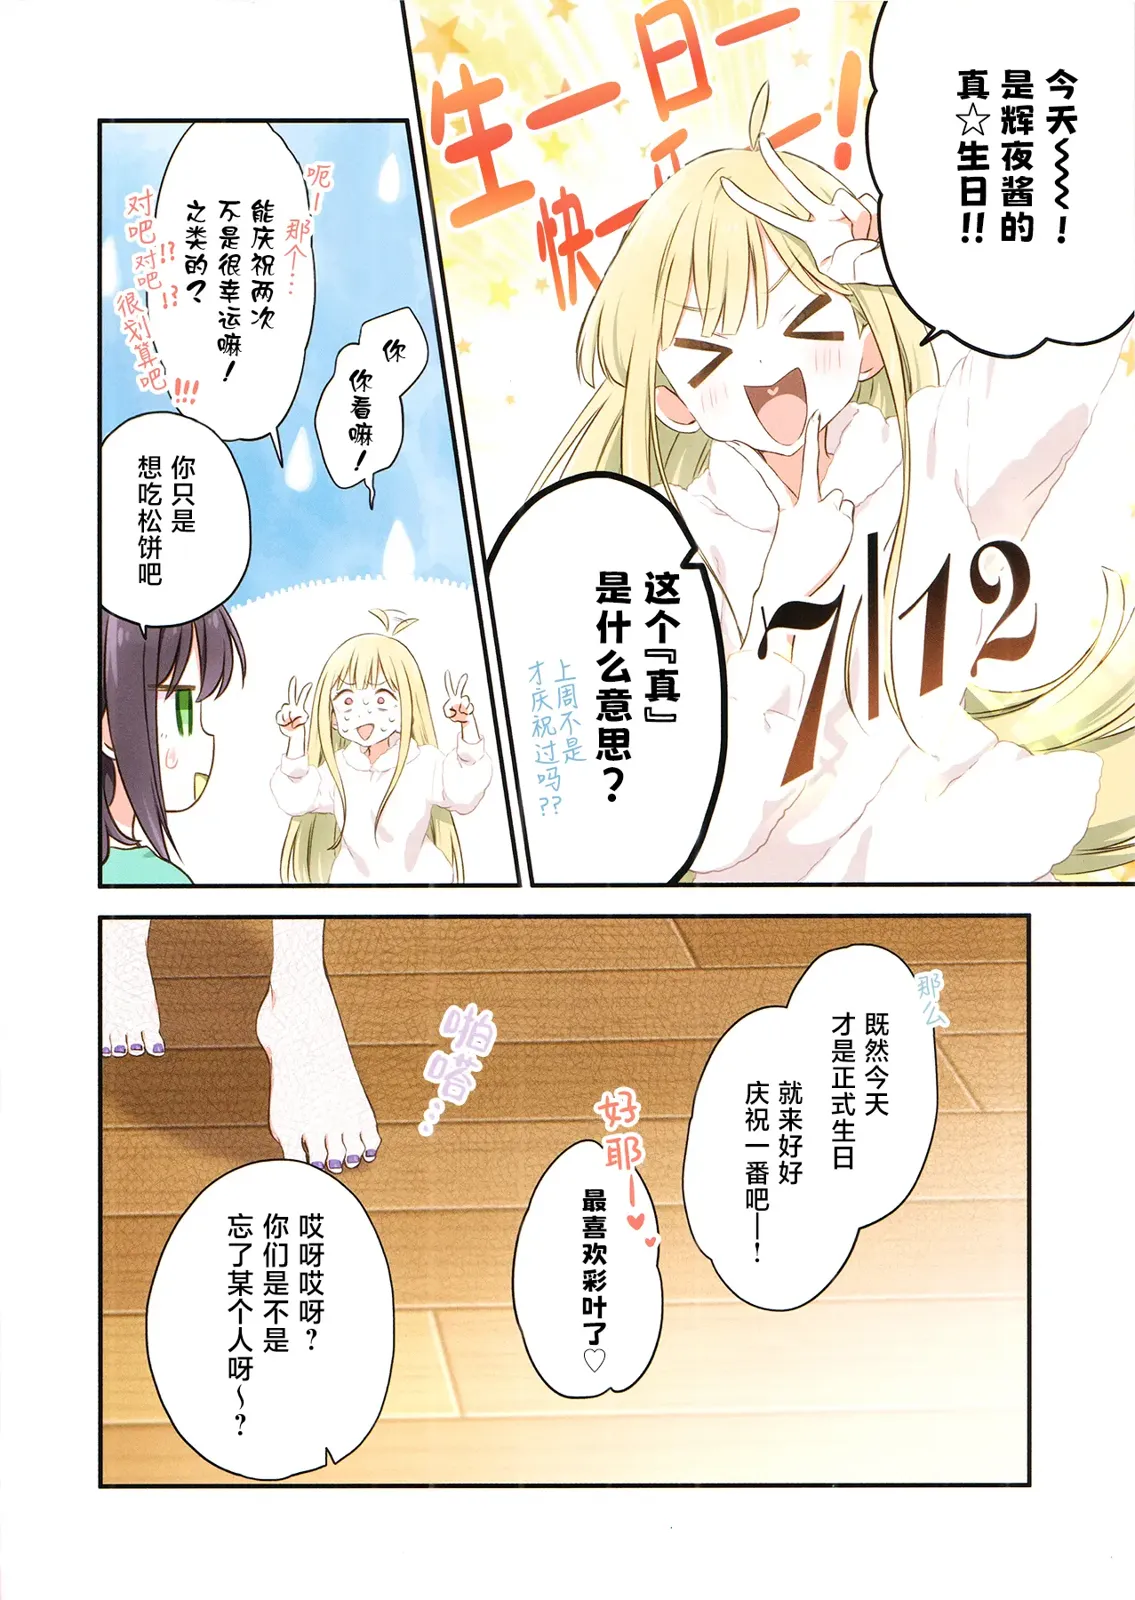 今天～～～！
是辉夜酱的
真☆生日!!
生一日一
快一乐一!
7/12
这个『真』
是什么意思？
上周不是
才庆祝过吗??
你
你看嘛！
呃ー那个…
能庆祝两次
不是很幸运嘛！
之类的？
对吧!?
对吧!?
很划算吧!!!
你只是
想吃松饼吧
那么
既然今天
才是正式生日
就来好好
庆祝一番吧—!
好耶ー♥♥
最喜欢彩叶了♡
啪嗒…
哎呀哎呀？
你们是不是
忘了某个人呀～？